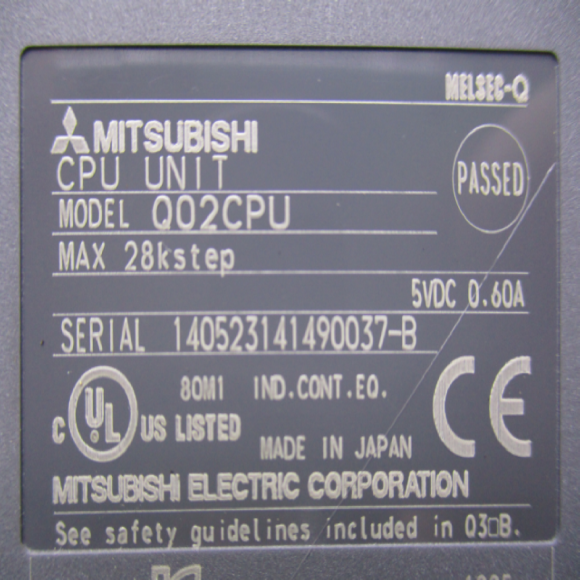 MELSEC-Q
MITSUBISHI
CPU UNIT
PASSED
MODEL Q02CPU
MAX 28kstep
5VDC 0.60A
SERIAL 140523141490037-B
80M1 IND.CONT.EQ.
C UL US LISTED
CE
MADE IN JAPAN
MITSUBISHI ELECTRIC CORPORATION
See safety guidelines included in Q3□B.